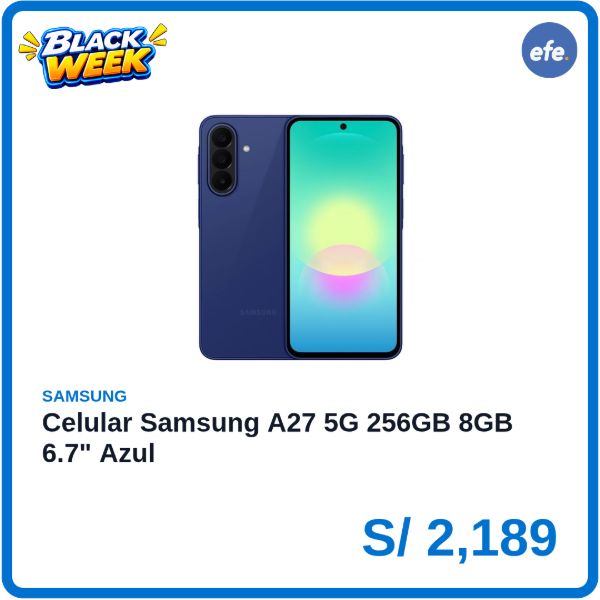 BLACK
WEEK
efe.
SAMSUNG
SAMSUNG
Celular Samsung A27 5G 256GB 8GB
6.7" Azul
S/ 2,189